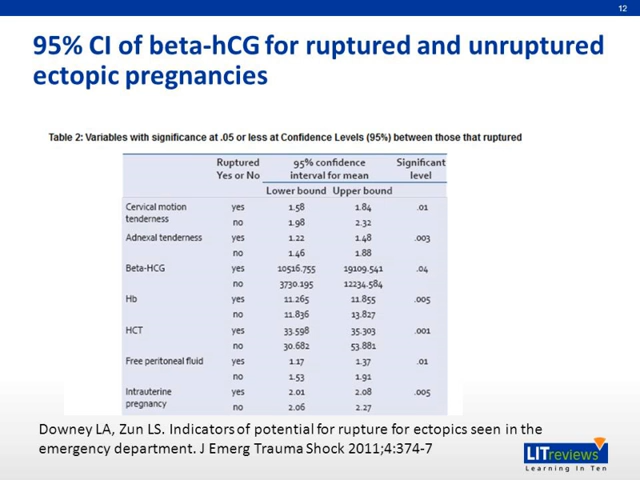 12
95% CI of beta-hCG for ruptured and unruptured
ectopic pregnancies
Table 2: Variables with significance at .05 or less at Confidence Levels (95%) between those that ruptured
Ruptured 95% confidence Significant
Yes or No interval for mean level
Lower bound Upper bound
Cervical motion yes 1.58 1.84 .01
tenderness no 1.98 2.32
Adnexal tenderness yes 1.22 1.48 .003
no 1.46 1.88
Beta-HCG yes 10516.755 19109.541 .04
no 3730.195 12234.584
Hb yes 11.265 11.855 .005
no 11.836 13.827
HCT yes 33.598 35.303 .001
no 30.682 53.881
Free peritoneal fluid yes 1.17 1.37 .01
no 1.53 1.91
Intrauterine yes 2.01 2.08 .005
pregnancy no 2.06 2.27
Downey LA, Zun LS. Indicators of potential for rupture for ectopics seen in the
emergency department. J Emerg Trauma Shock 2011;4:374-7
LITreviews
Learning In Ten